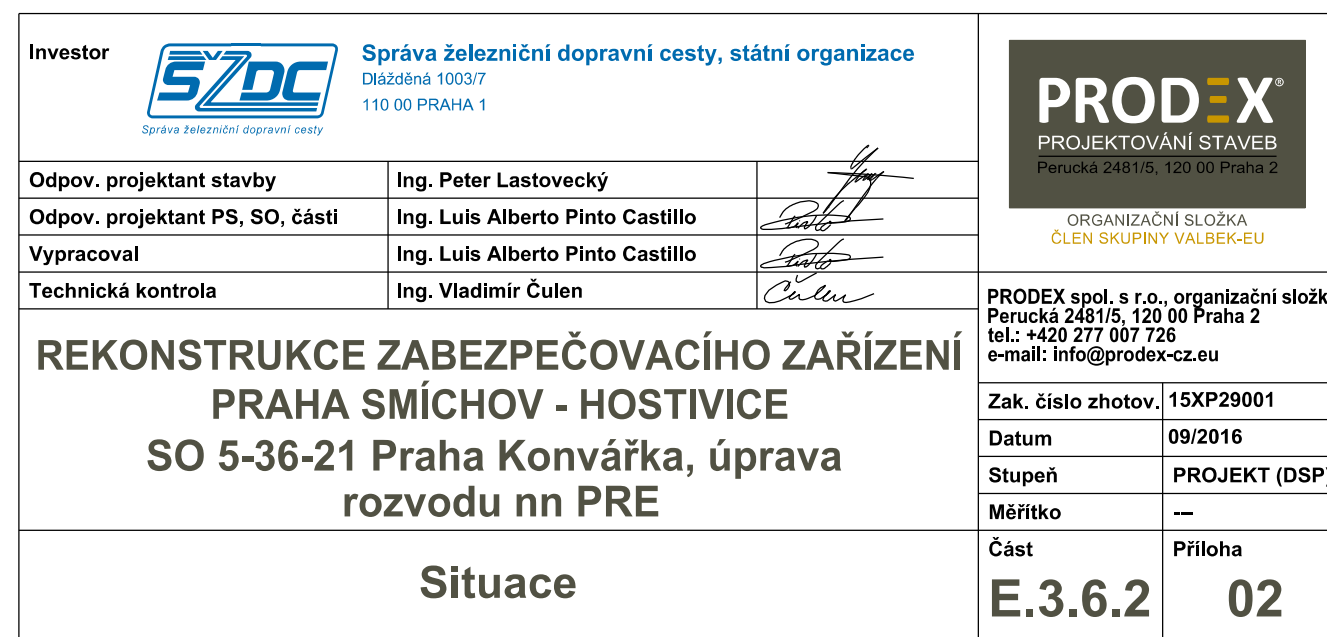 Investor
SŽDC
Správa železniční dopravní cesty
Správa železniční dopravní cesty, státní organizace
Dlážděná 1003/7
110 00 PRAHA 1
PRODEX®
PROJEKTOVÁNÍ STAVEB
Perucká 2481/5, 120 00 Praha 2
ORGANIZAČNÍ SLOŽKA
ČLEN SKUPINY VALBEK-EU
Odpov. projektant stavby Ing. Peter Lastovecký
Odpov. projektant PS, SO, části Ing. Luis Alberto Pinto Castillo
Vypracoval Ing. Luis Alberto Pinto Castillo
Technická kontrola Ing. Vladimír Čulen Čulen
PRODEX spol. s r.o., organizační složk
Perucká 2481/5, 120 00 Praha 2
tel.: +420 277 007 726
e-mail: info@prodex-cz.eu
REKONSTRUKCE ZABEZPEČOVACÍHO ZAŘÍZENÍ
PRAHA SMÍCHOV - HOSTIVICE
SO 5-36-21 Praha Konvářka, úprava
rozvodu nn PRE
Zak. číslo zhotov. 15XP29001
Datum 09/2016
Stupeň PROJEKT (DSP)
Měřítko ---
Situace
Část Příloha
E.3.6.2 02